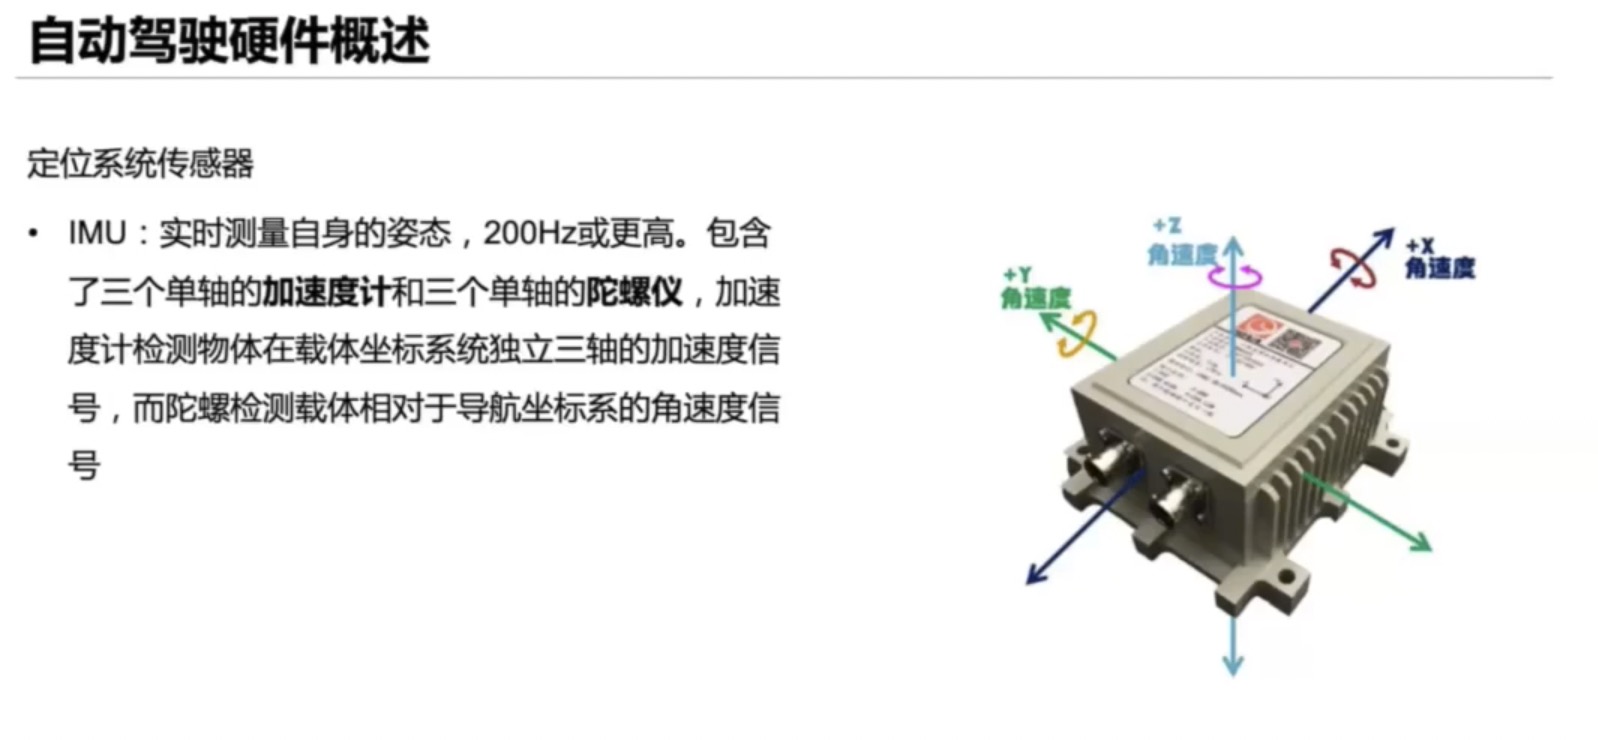 自动驾驶硬件概述
定位系统传感器
• IMU：实时测量自身的姿态，200Hz或更高。包含
了三个单轴的加速度计和三个单轴的陀螺仪，加速
度计检测物体在载体坐标系统独立三轴的加速度信
号，而陀螺检测载体相对于导航坐标系的角速度信
号
+Z
角速度
+X
角速度
+Y
角速度